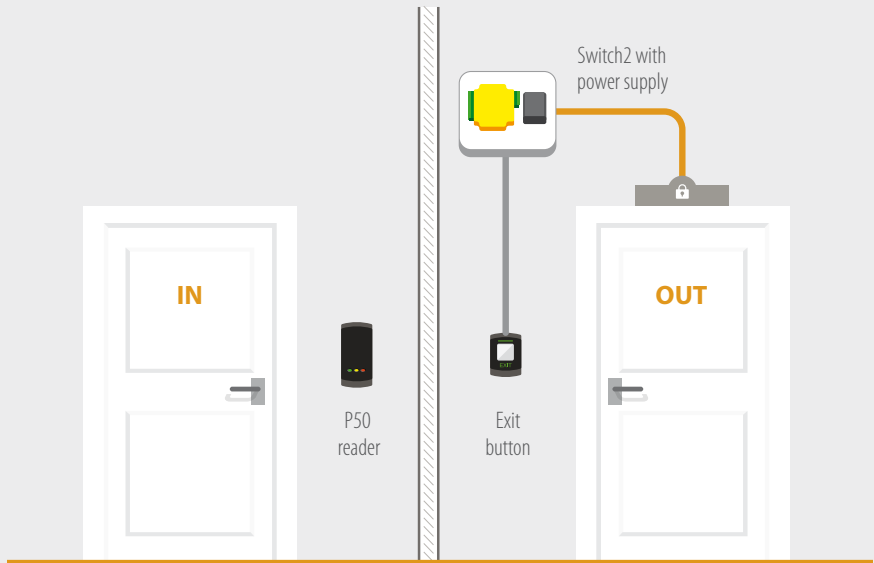 Switch2 with
power supply
IN
OUT
EXIT
P50
reader
Exit
button